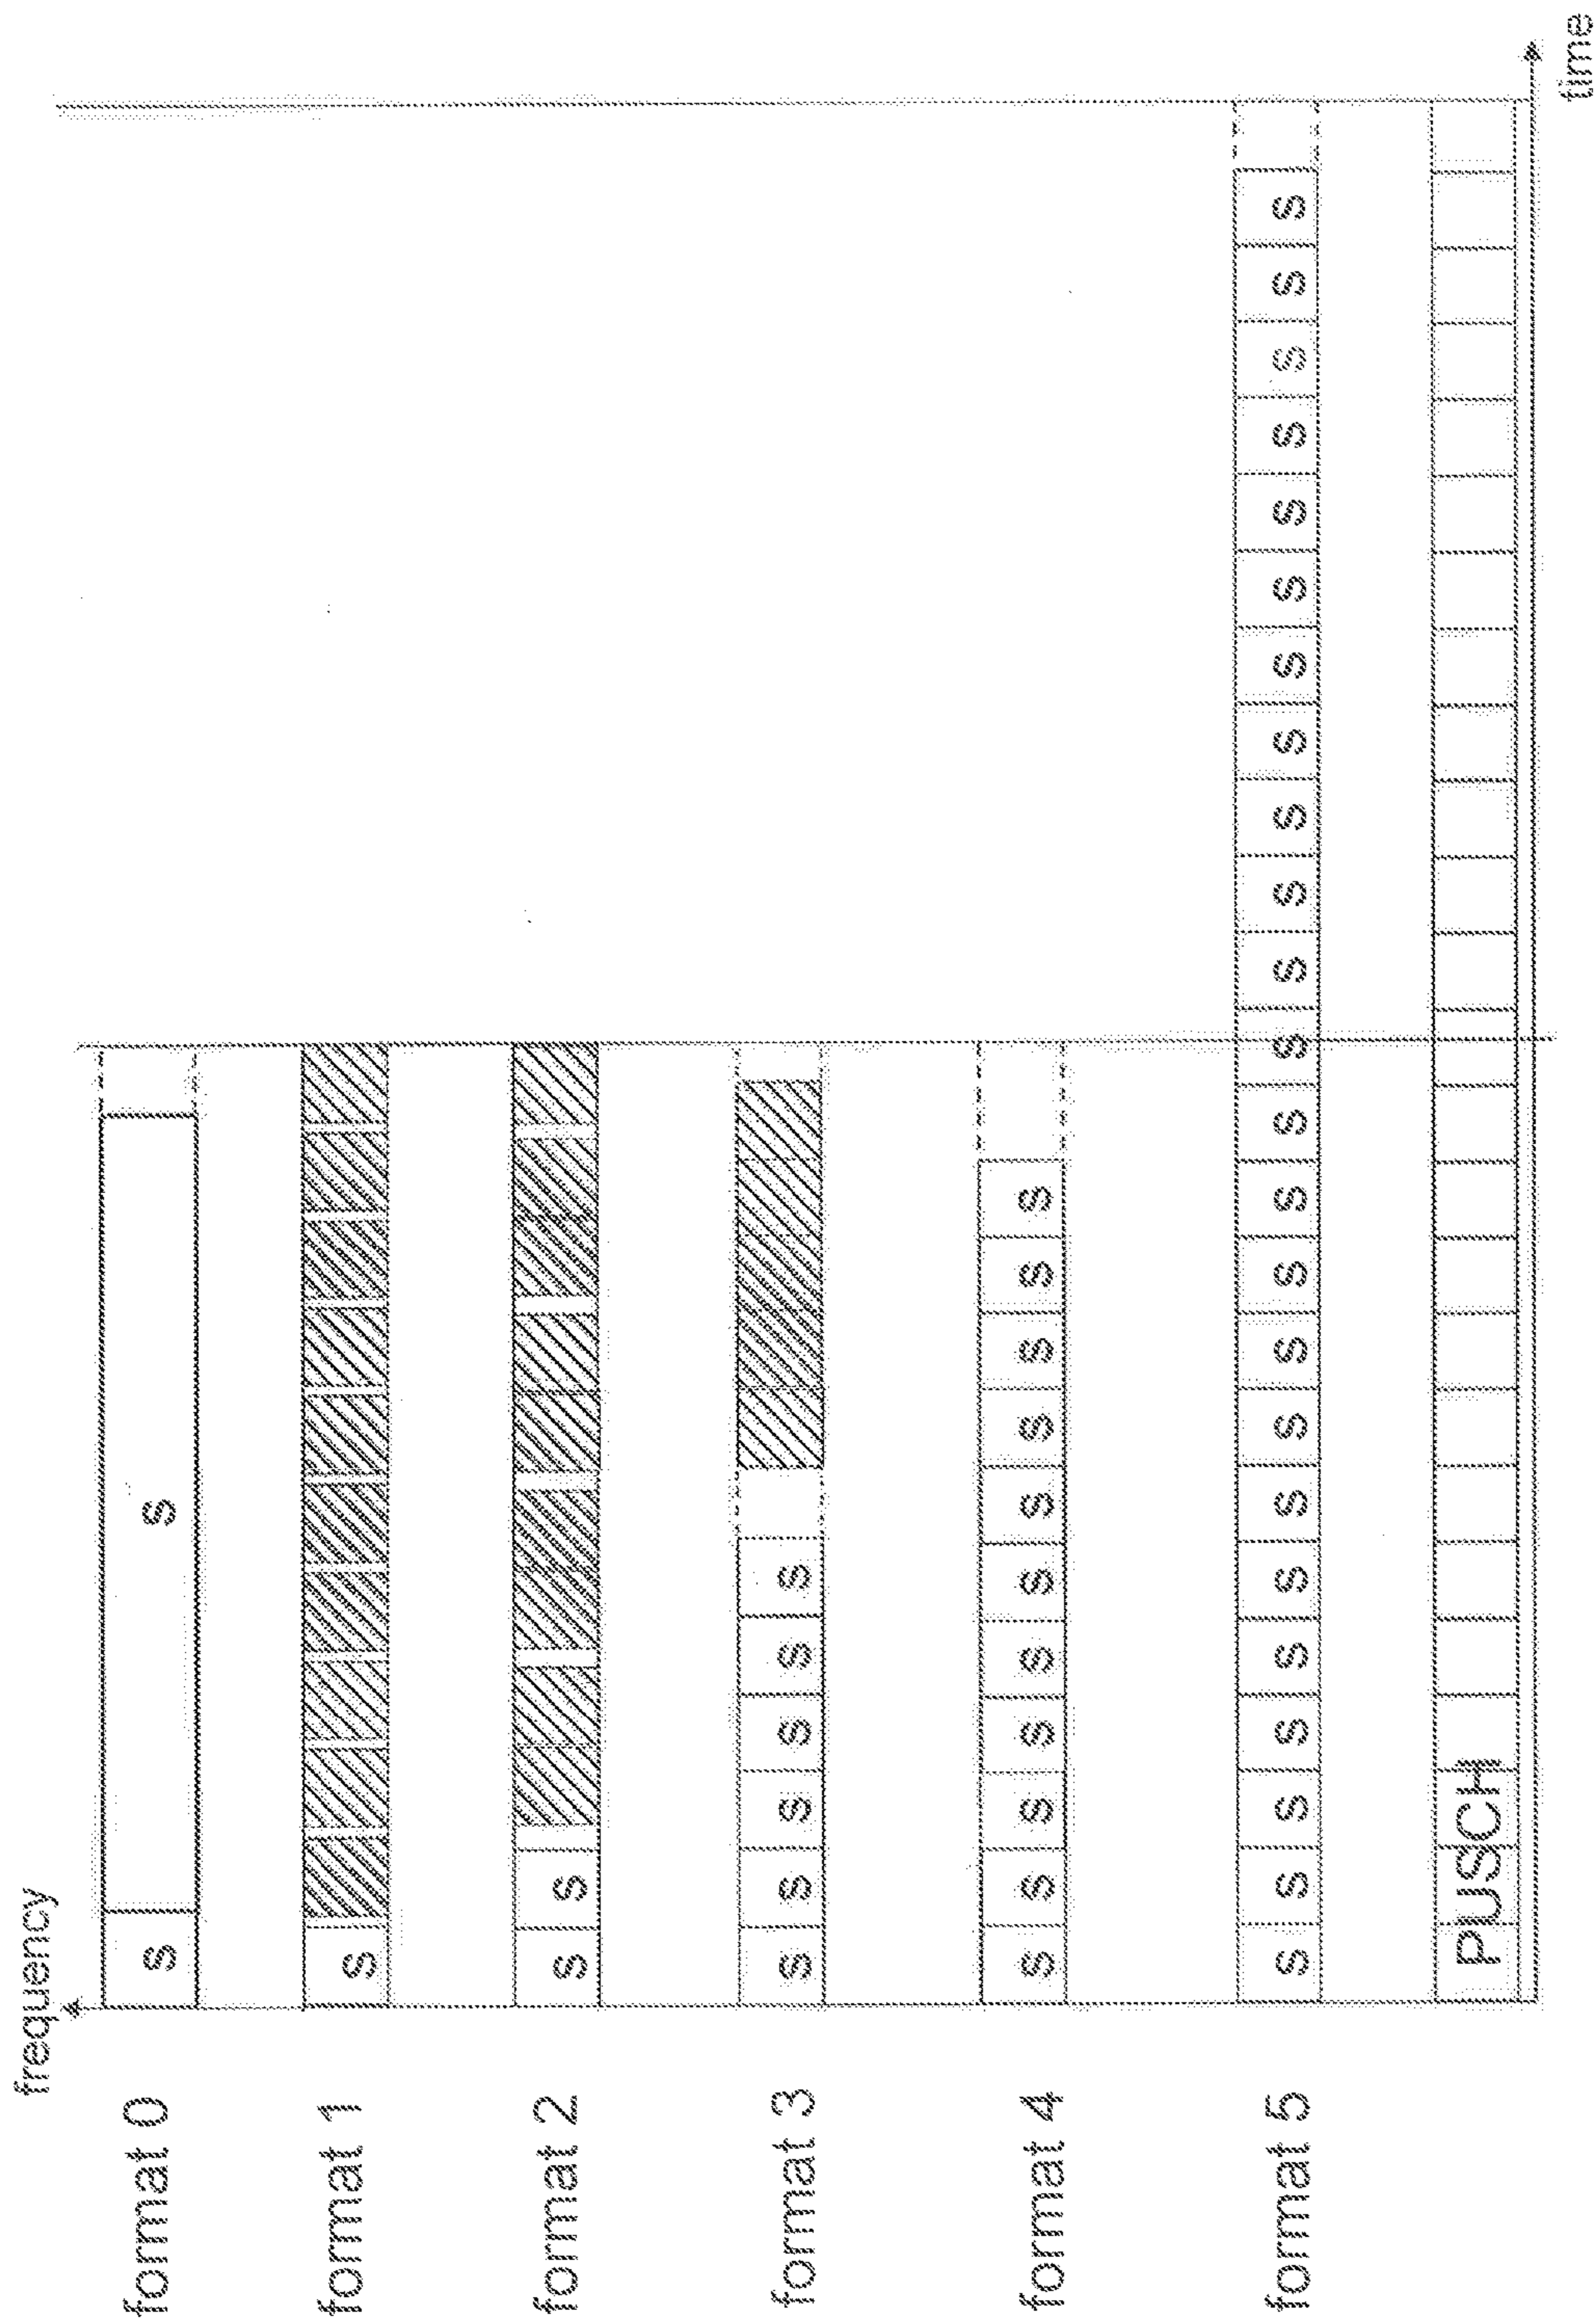 frequency
format 0 S S
format 1 S
format 2 S S
format 3 S S S S S S
format 4 S S S S S S S S S S S
format 5 S S S S S S S S S S S S S S S S S S S S S S S S
PUSCH
time